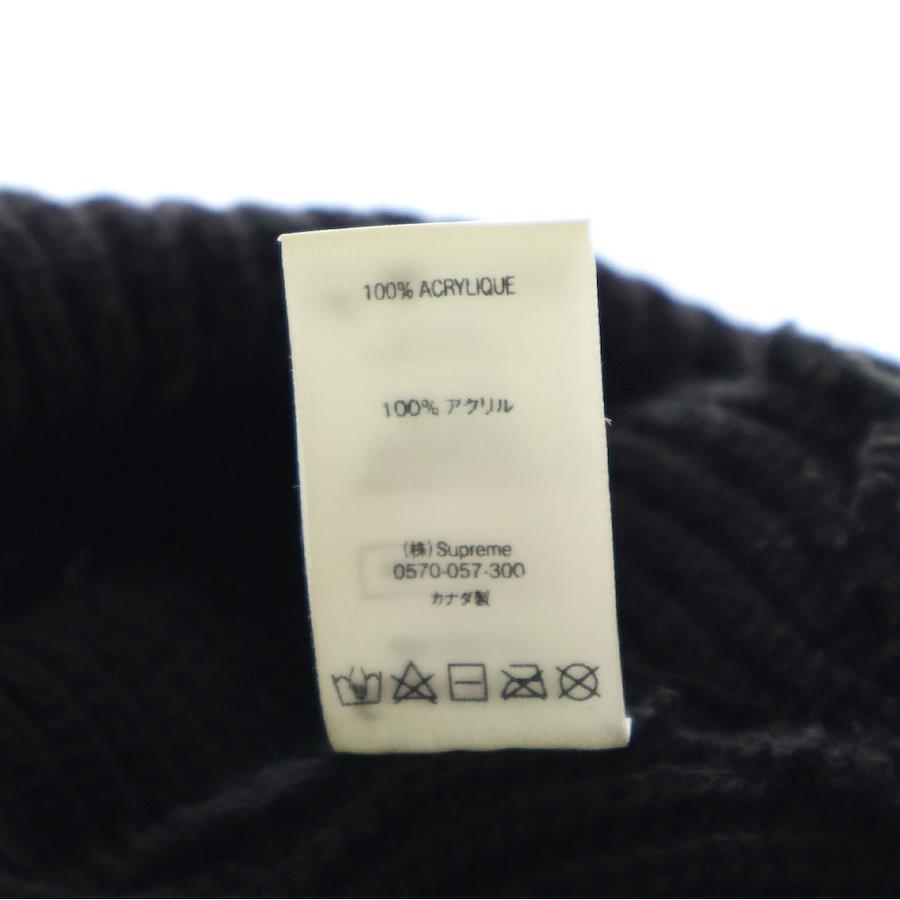 100% ACRYLIQUE
100% アクリル
(株) Supreme
0570-057-300
カナダ製